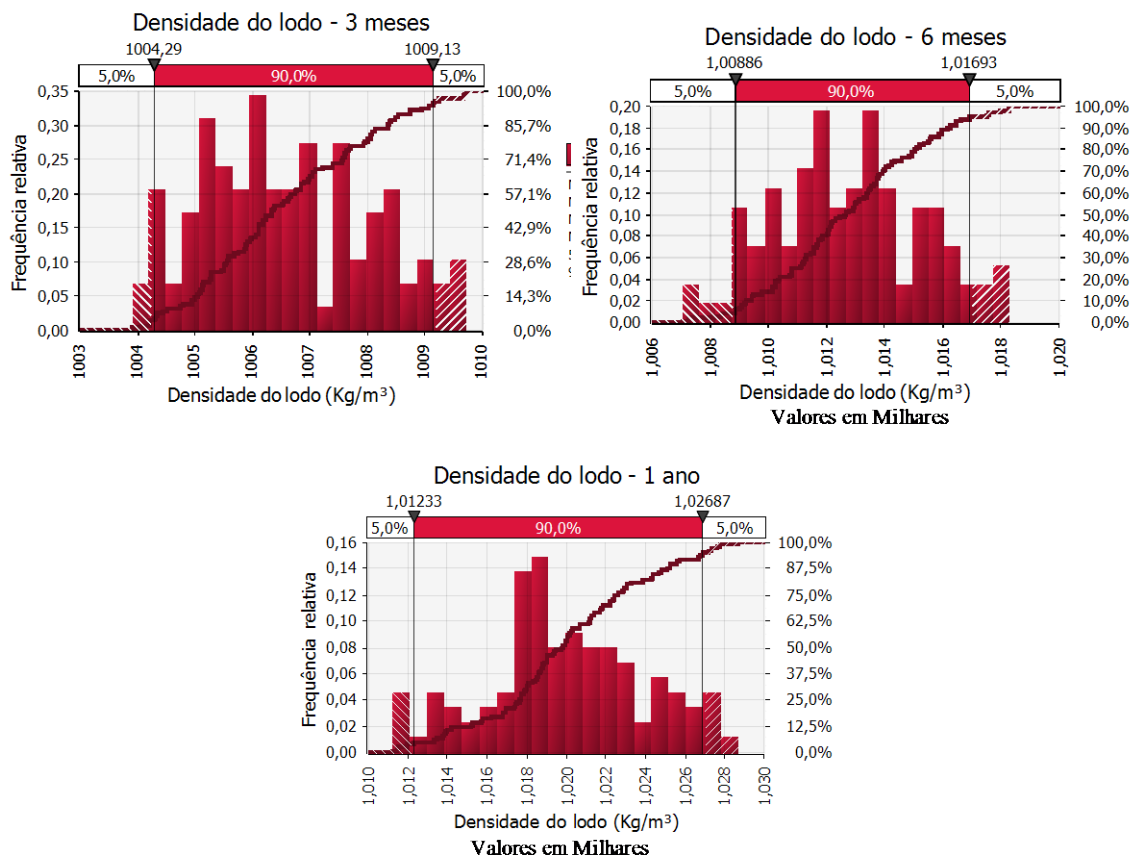 Densidade do lodo - 3 meses
1004,29 1009,13
5,0% 90,0% 5,0%
0,35 100,0%
0,30 85,7%
0,25 71,4%
0,20 57,1%
0,15 42,9%
0,10 28,6%
0,05 14,3%
0,00 0,0%
Frequência relativa
1003 1004 1005 1006 1007 1008 1009 1010
Densidade do lodo (Kg/m³)
Densidade do lodo - 6 meses
1,00886 1,01693
5,0% 90,0% 5,0%
0,20 100,0%
0,18 90,0%
0,16 80,0%
0,14 70,0%
0,12 60,0%
0,10 50,0%
0,08 40,0%
0,06 30,0%
0,04 20,0%
0,02 10,0%
0,00 0,0%
Frequência relativa
1,006 1,008 1,010 1,012 1,014 1,016 1,018 1,020
Densidade do lodo (Kg/m³)
Valores em Milhares
Densidade do lodo - 1 ano
1,01233 1,02687
5,0% 90,0% 5,0%
0,16 100,0%
0,14 87,5%
0,12 75,0%
0,10 62,5%
0,08 50,0%
0,06 37,5%
0,04 25,0%
0,02 12,5%
0,00 0,0%
Frequência relativa
1,010 1,012 1,014 1,016 1,018 1,020 1,022 1,024 1,026 1,028 1,030
Densidade do lodo (Kg/m³)
Valores em Milhares